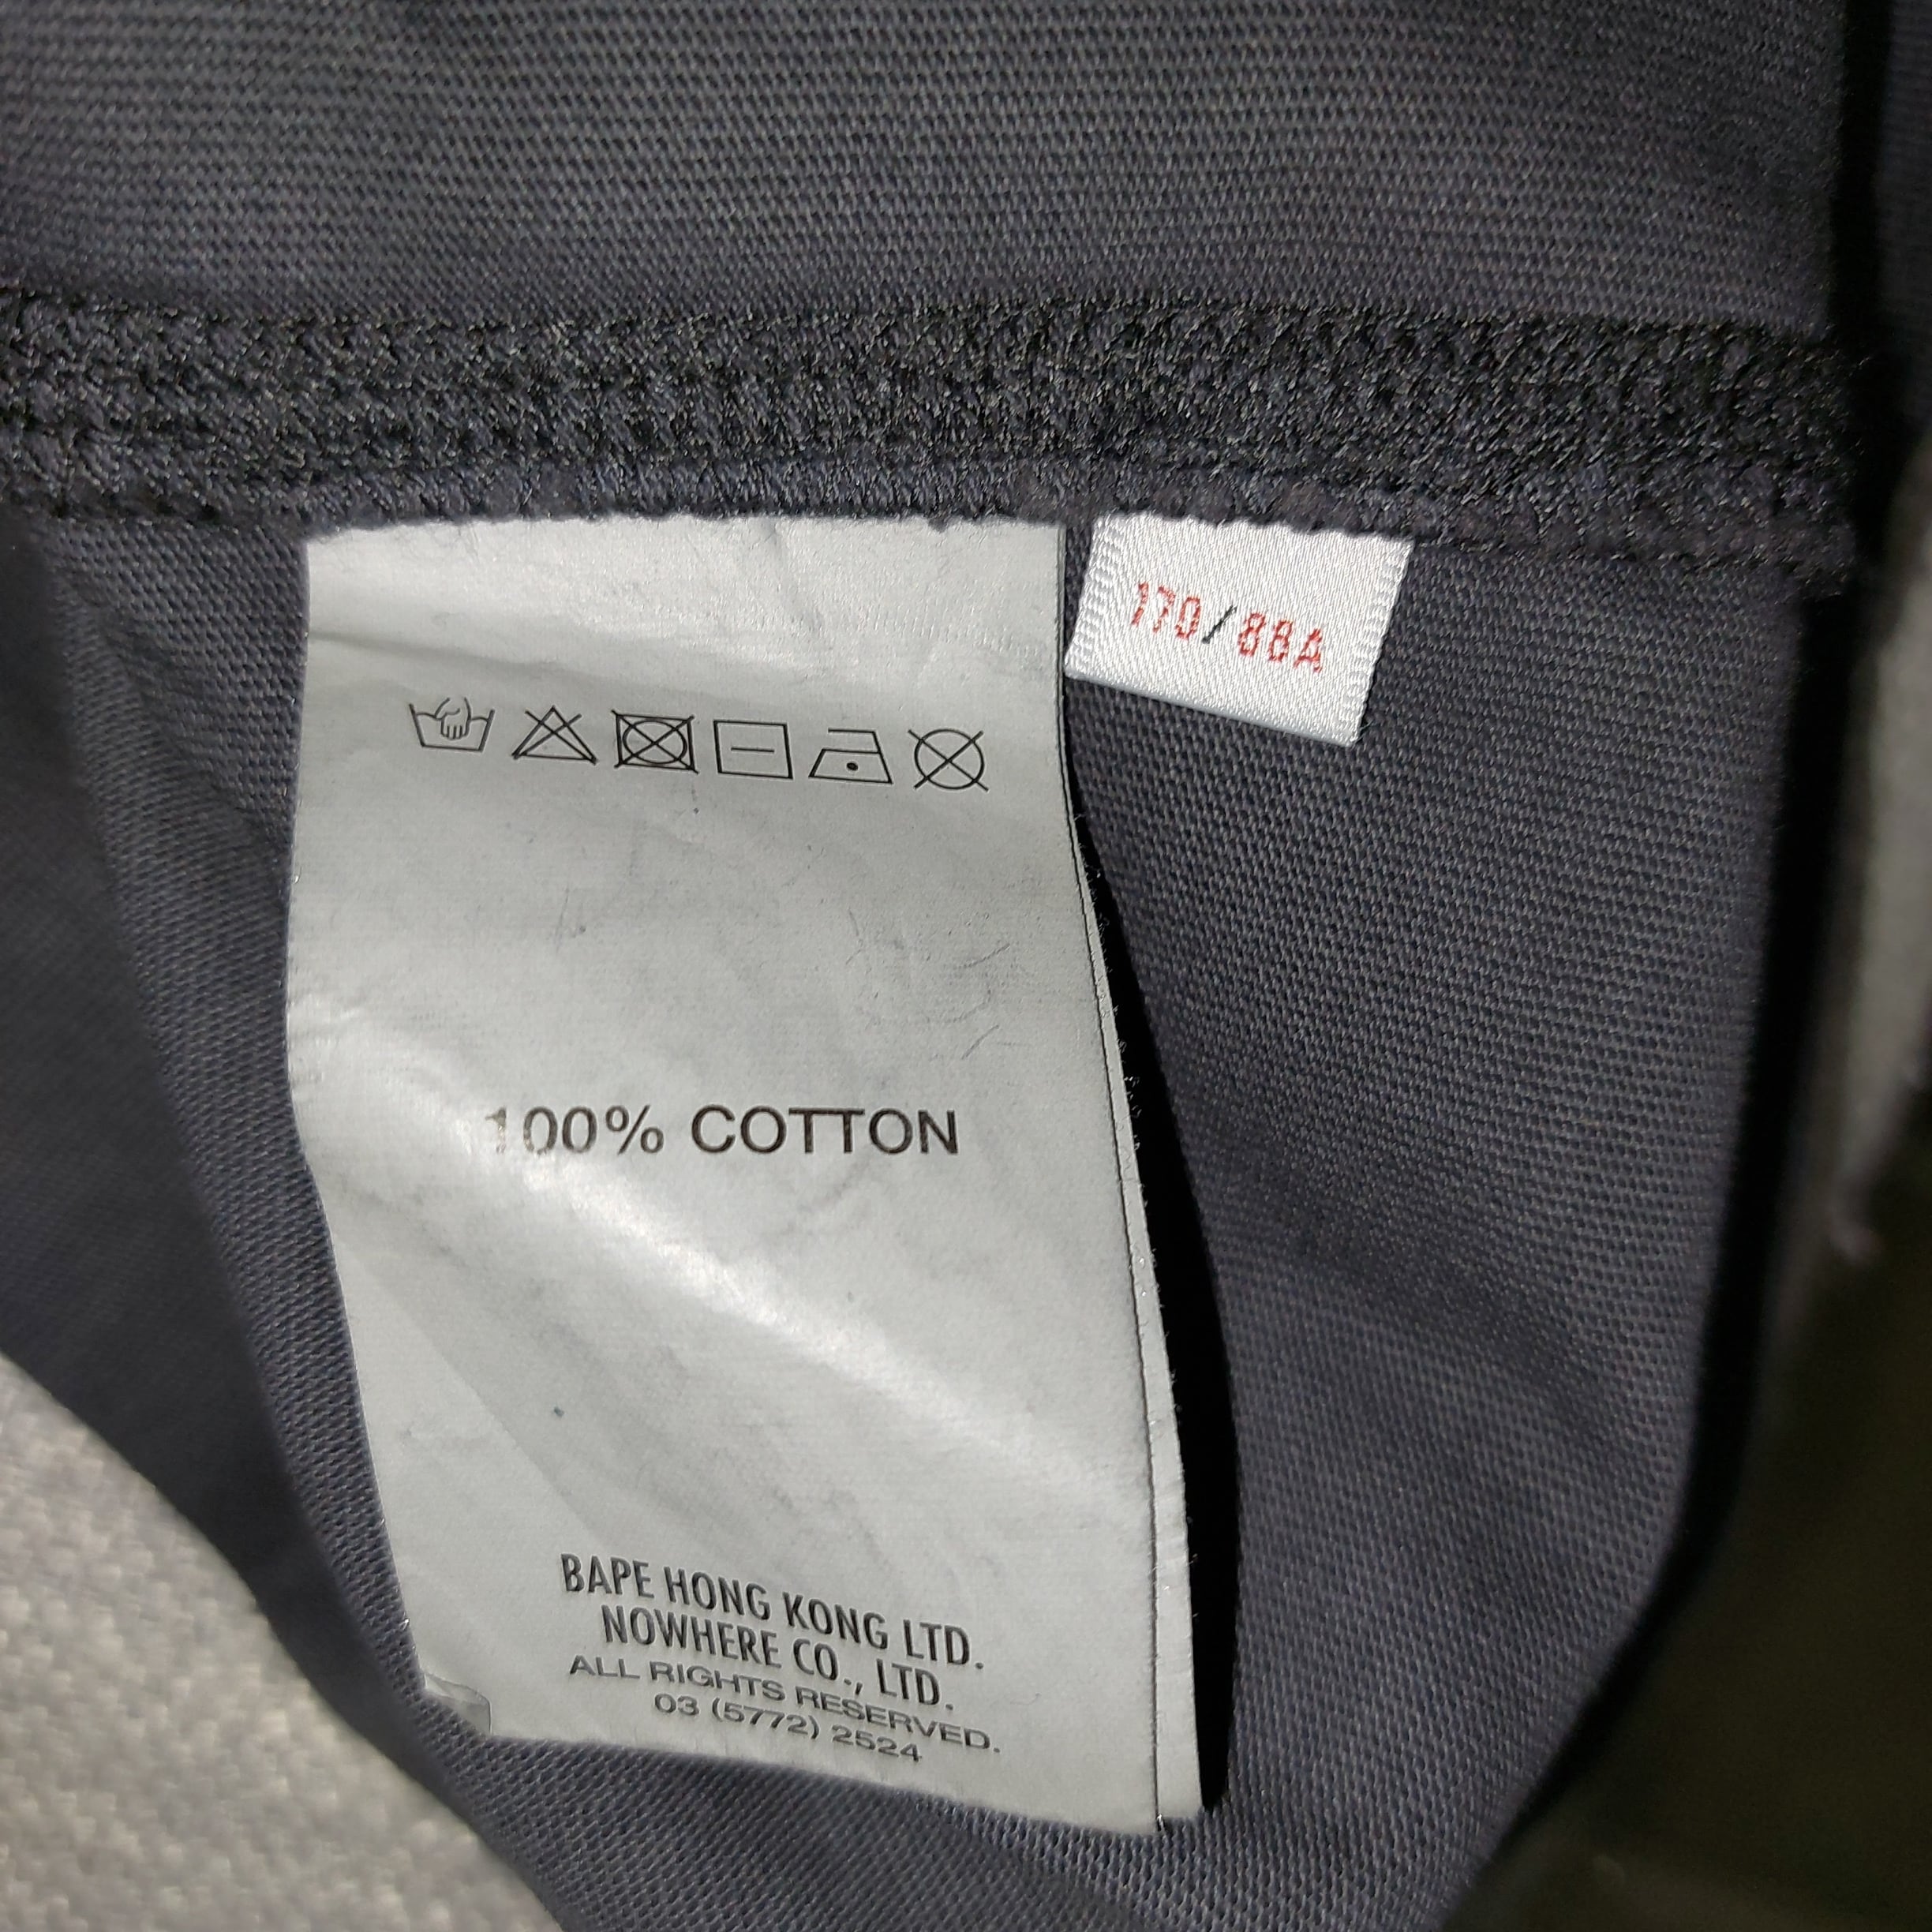 170/88A
100% COTTON
BAPE HONG KONG LTD.
NOWHERE CO., LTD.
ALL RIGHTS RESERVED.
03 (5772) 2524